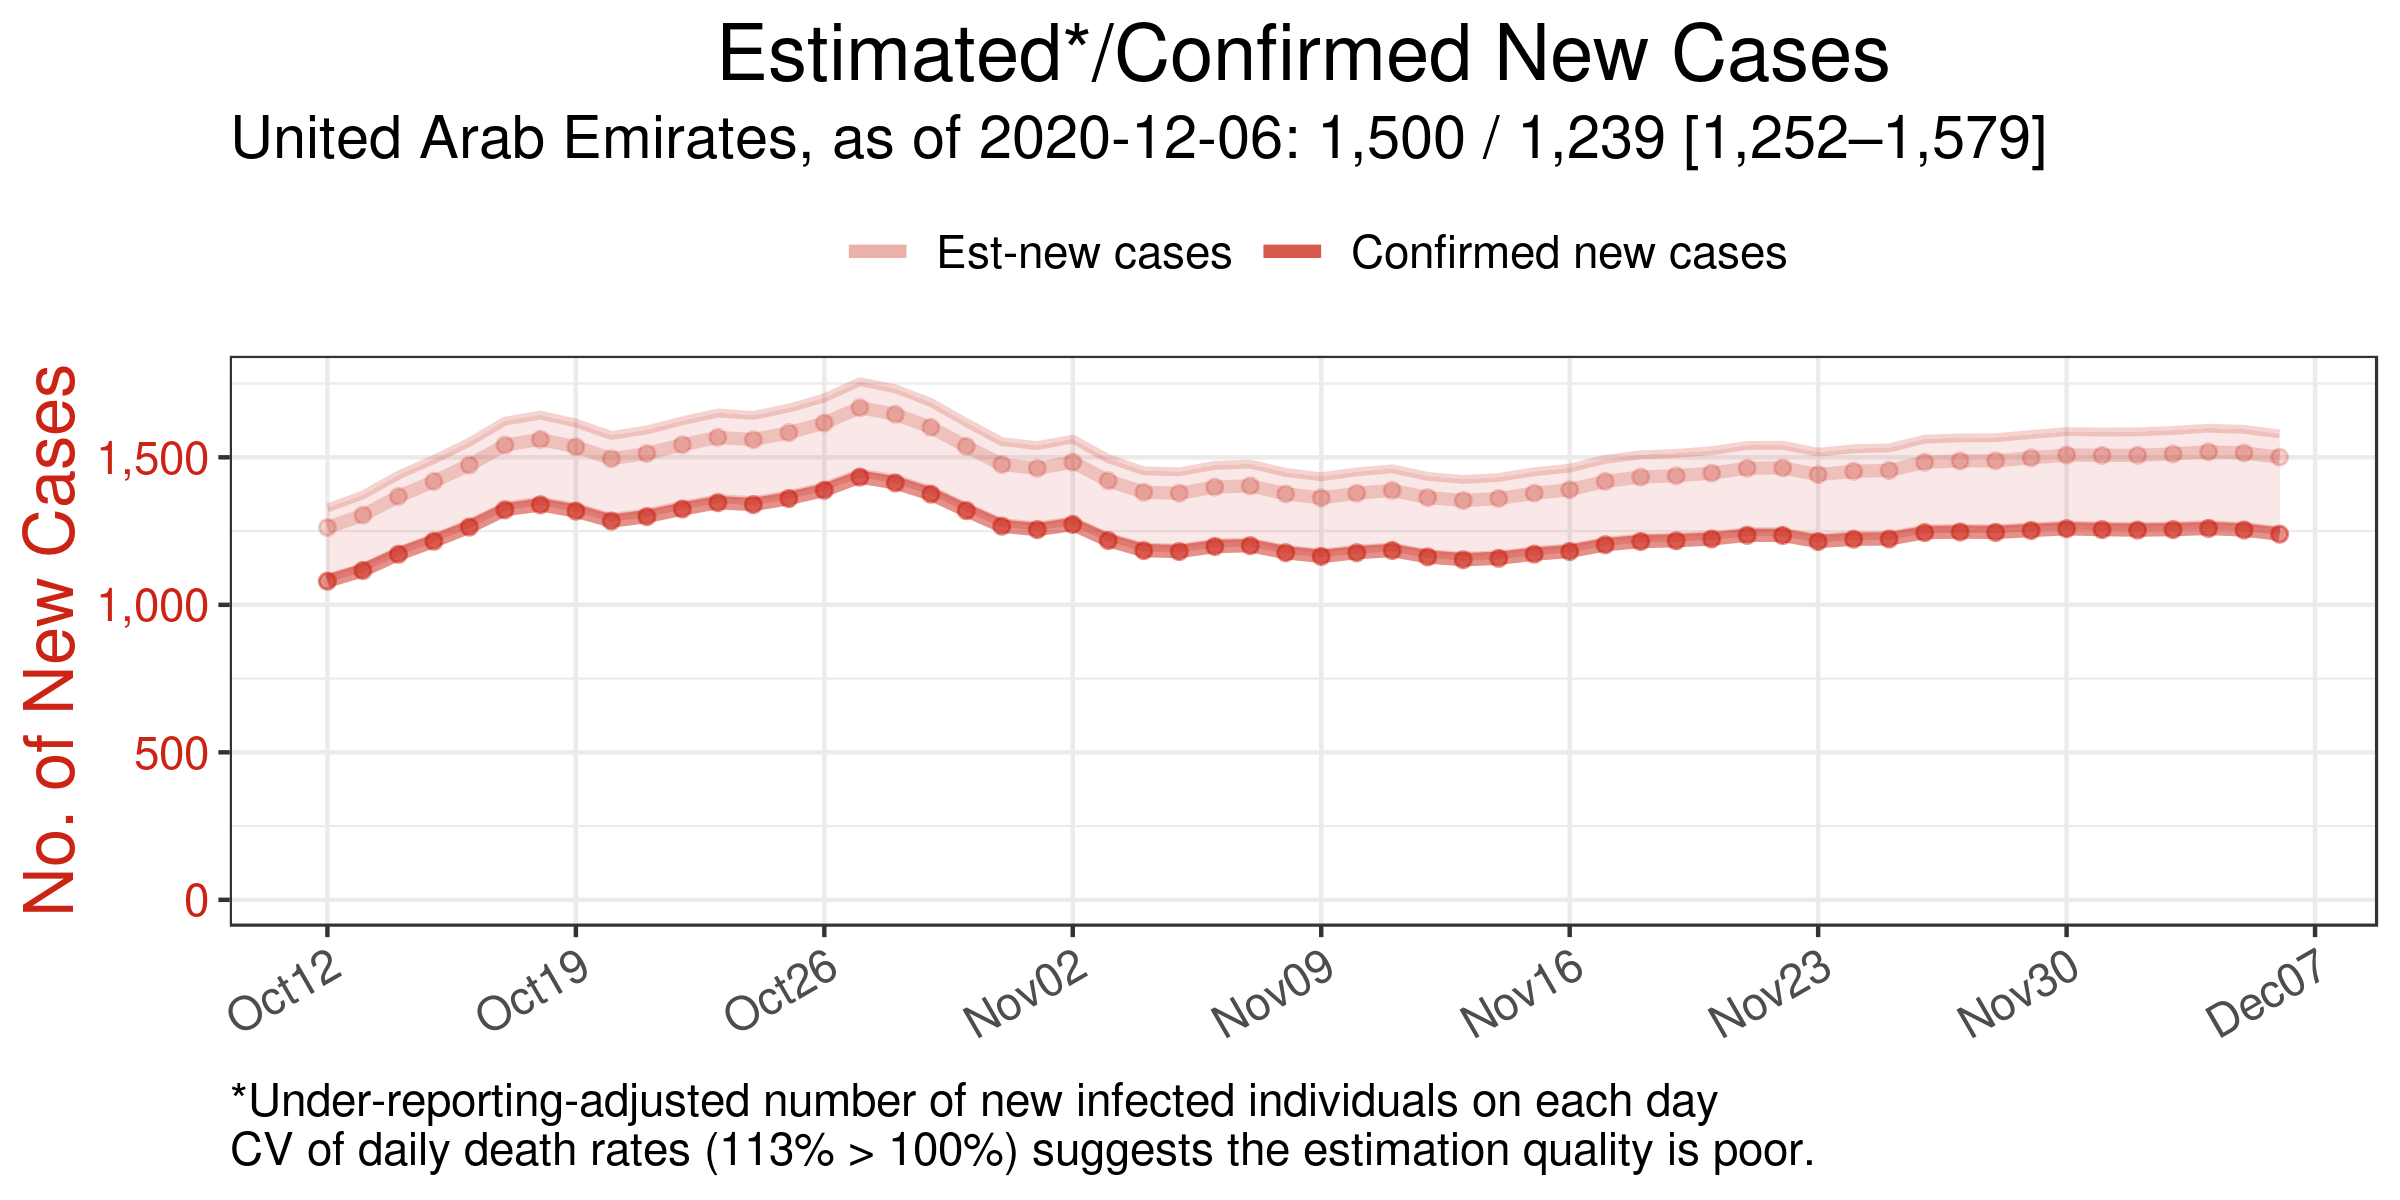 Estimated*/Confirmed New Cases
United Arab Emirates, as of 2020-12-06: 1,500 / 1,239 [1,252–1,579]
Est-new cases
Confirmed new cases
No. of New Cases
1,500
1,000
500
0
Oct12
Oct19
Oct26
Nov02
Nov09
Nov16
Nov23
Nov30
Dec07
*Under-reporting-adjusted number of new infected individuals on each day
CV of daily death rates (113% > 100%) suggests the estimation quality is poor.